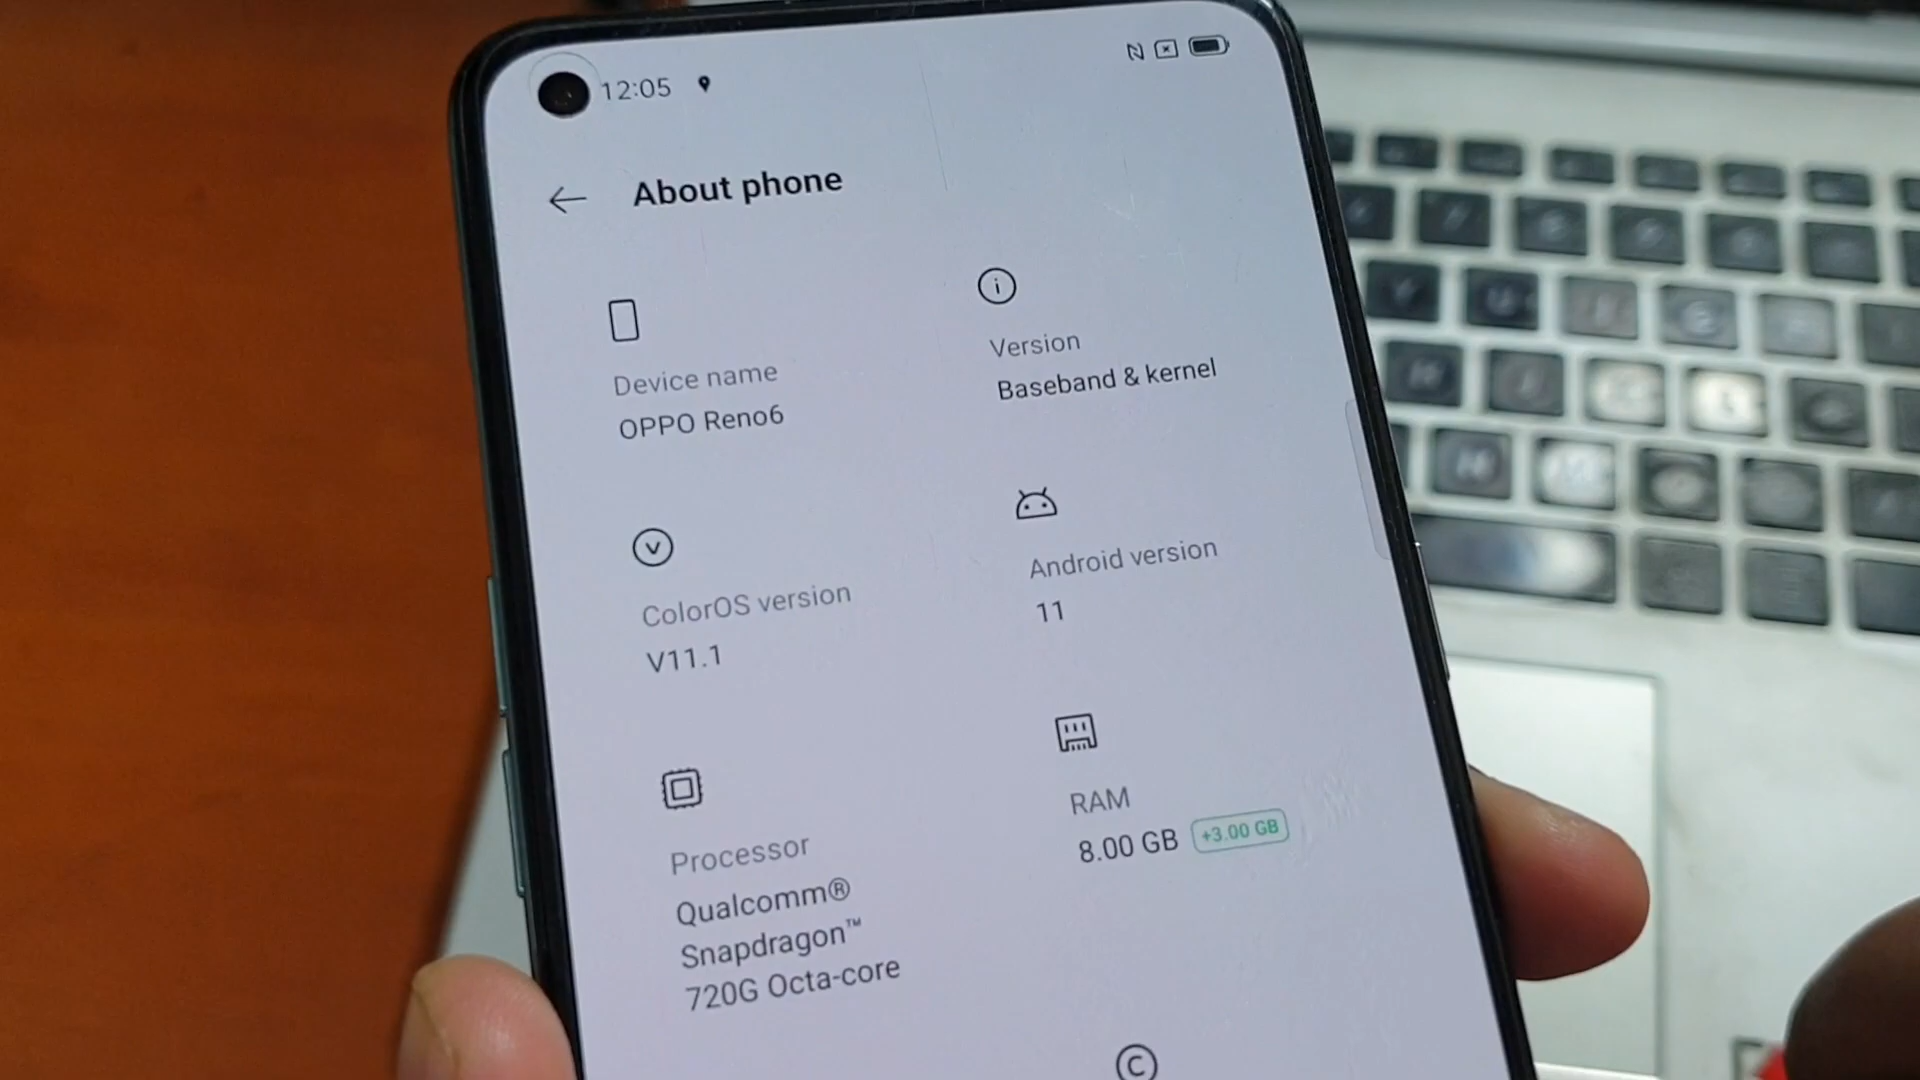 12:05
About phone
Device name
OPPO Reno6
Version
Baseband & kernel
ColorOS version
V11.1
Android version
11
Processor
Qualcomm®
Snapdragon™
720G Octa-core
RAM
8.00 GB +3.00 GB